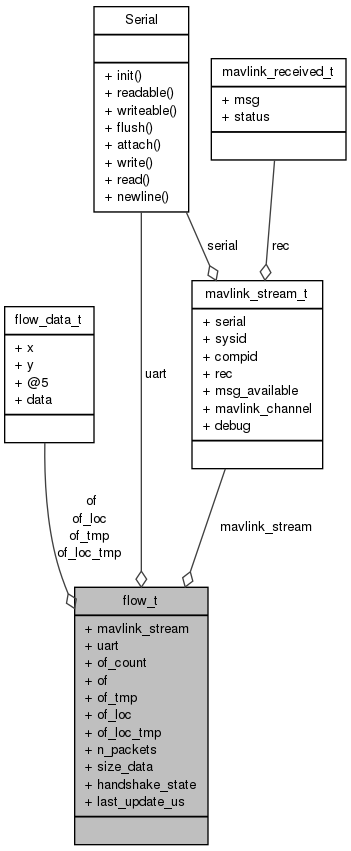 Serial
+ init()
+ readable()
+ writeable()
+ flush()
+ attach()
+ write()
+ read()
+ newline()
mavlink_received_t
+ msg
+ status
serial
rec
flow_data_t
+ x
+ y
+ @5
+ data
mavlink_stream_t
+ serial
+ sysid
+ compid
+ rec
+ msg_available
+ mavlink_channel
+ debug
uart
of
of_loc
of_tmp
of_loc_tmp
mavlink_stream
flow_t
+ mavlink_stream
+ uart
+ of_count
+ of
+ of_tmp
+ of_loc
+ of_loc_tmp
+ n_packets
+ size_data
+ handshake_state
+ last_update_us